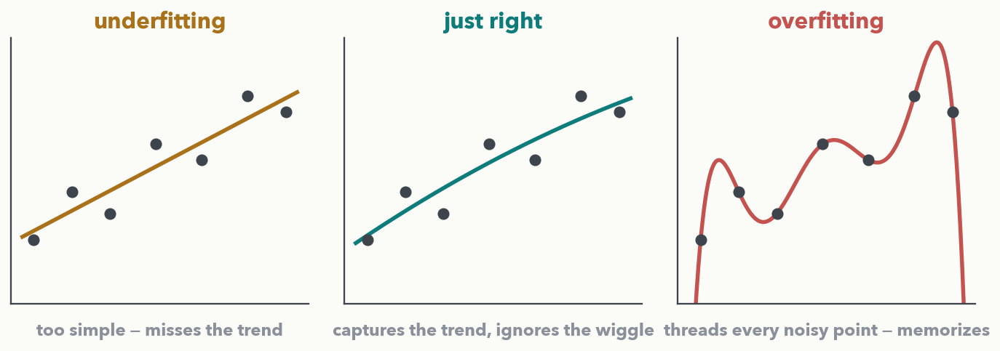 underfitting
just right
overfitting
too simple – misses the trend
captures the trend, ignores the wiggle
threads every noisy point – memorizes